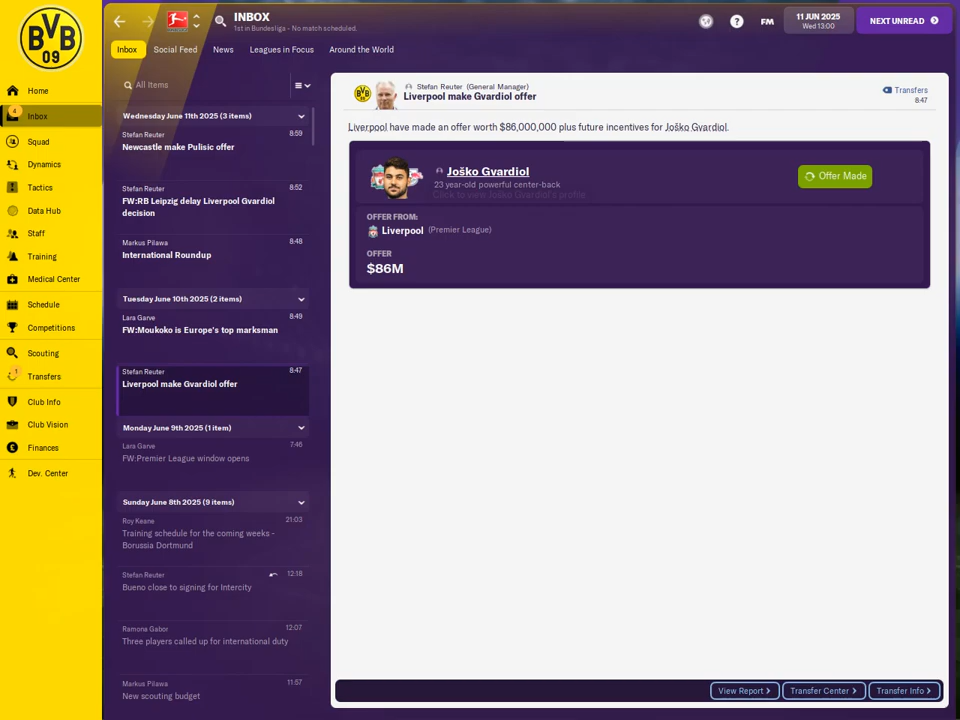 BVB
09
Home
4
Inbox
Squad
Dynamics
Tactics
Data Hub
Staff
Training
Medical Center
Schedule
Competitions
Scouting
1
Transfers
Club Info
Club Vision
Finances
Dev. Center
INBOX
1st in Bundesliga - No match scheduled.
?
FM
11 JUN 2025
Wed 13:00
NEXT UNREAD
Inbox
Social Feed
News
Leagues in Focus
Around the World
All Items
Wednesday June 11th 2025 (3 items)
Stefan Reuter
8:59
Newcastle make Pulisic offer
Stefan Reuter
8:52
FW:RB Leipzig delay Liverpool Gvardiol
decision
Markus Pilawa
8:48
International Roundup
Tuesday June 10th 2025 (2 items)
Lara Garve
8:49
FW:Moukoko is Europe's top marksman
Stefan Reuter
8:47
Liverpool make Gvardiol offer
Monday June 9th 2025 (1 item)
Lara Garve
7:46
FW:Premier League window opens
Sunday June 8th 2025 (9 items)
Roy Keane
21:03
Training schedule for the coming weeks -
Borussia Dortmund
Stefan Reuter
12:18
Bueno close to signing for Intercity
Ramona Gabor
12:07
Three players called up for international duty
Markus Pilawa
11:57
New scouting budget
Stefan Reuter (General Manager)
Liverpool make Gvardiol offer
Transfers
8:47
Liverpool have made an offer worth $86,000,000 plus future incentives for Joško Gvardiol.
Joško Gvardiol
23 year-old powerful center-back
Click to view Joško Gvardiol's profile
Offer Made
OFFER FROM:
Liverpool (Premier League)
OFFER
$86M
View Report
Transfer Center
Transfer Info